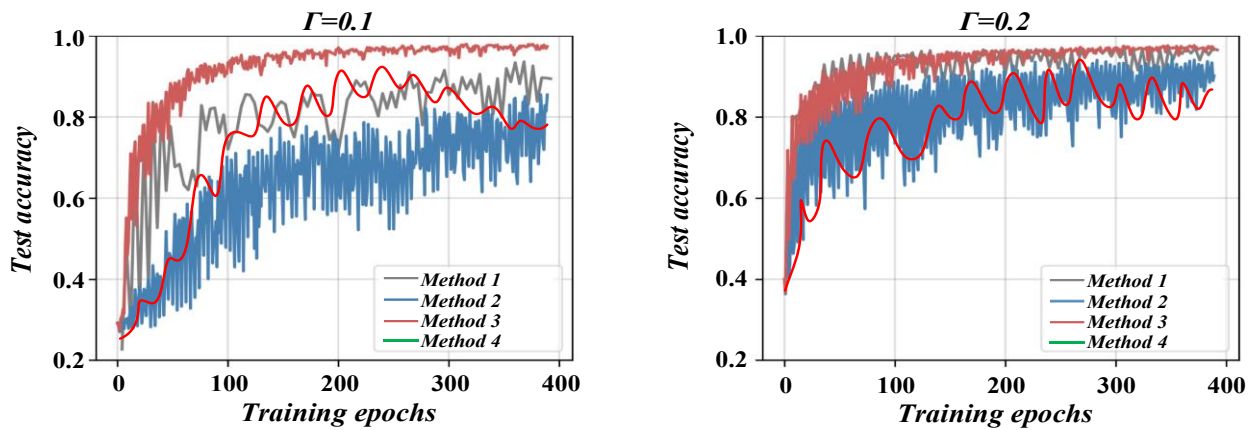 Γ=0.1
1.0
0.8
0.6
0.4
0.2
Test accuracy
Method 1
Method 2
Method 3
Method 4
0
100
200
300
400
Training epochs
Γ=0.2
1.0
0.8
0.6
0.4
0.2
Test accuracy
Method 1
Method 2
Method 3
Method 4
0
100
200
300
400
Training epochs